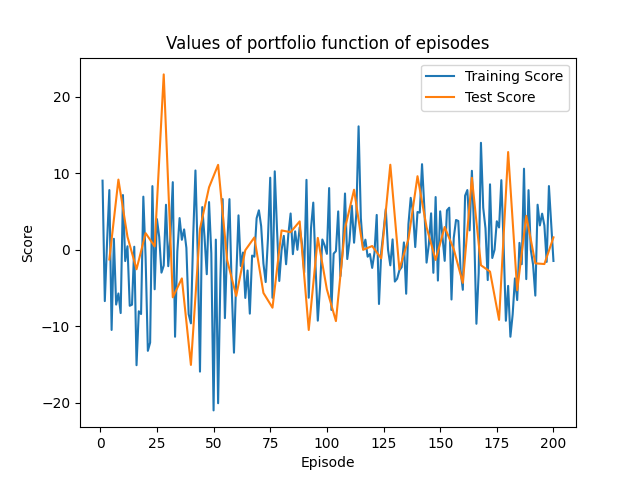 Values of portfolio function of episodes
Training Score
Test Score
20
10
0
−10
−20
Score
0
25
50
75
100
125
150
175
200
Episode